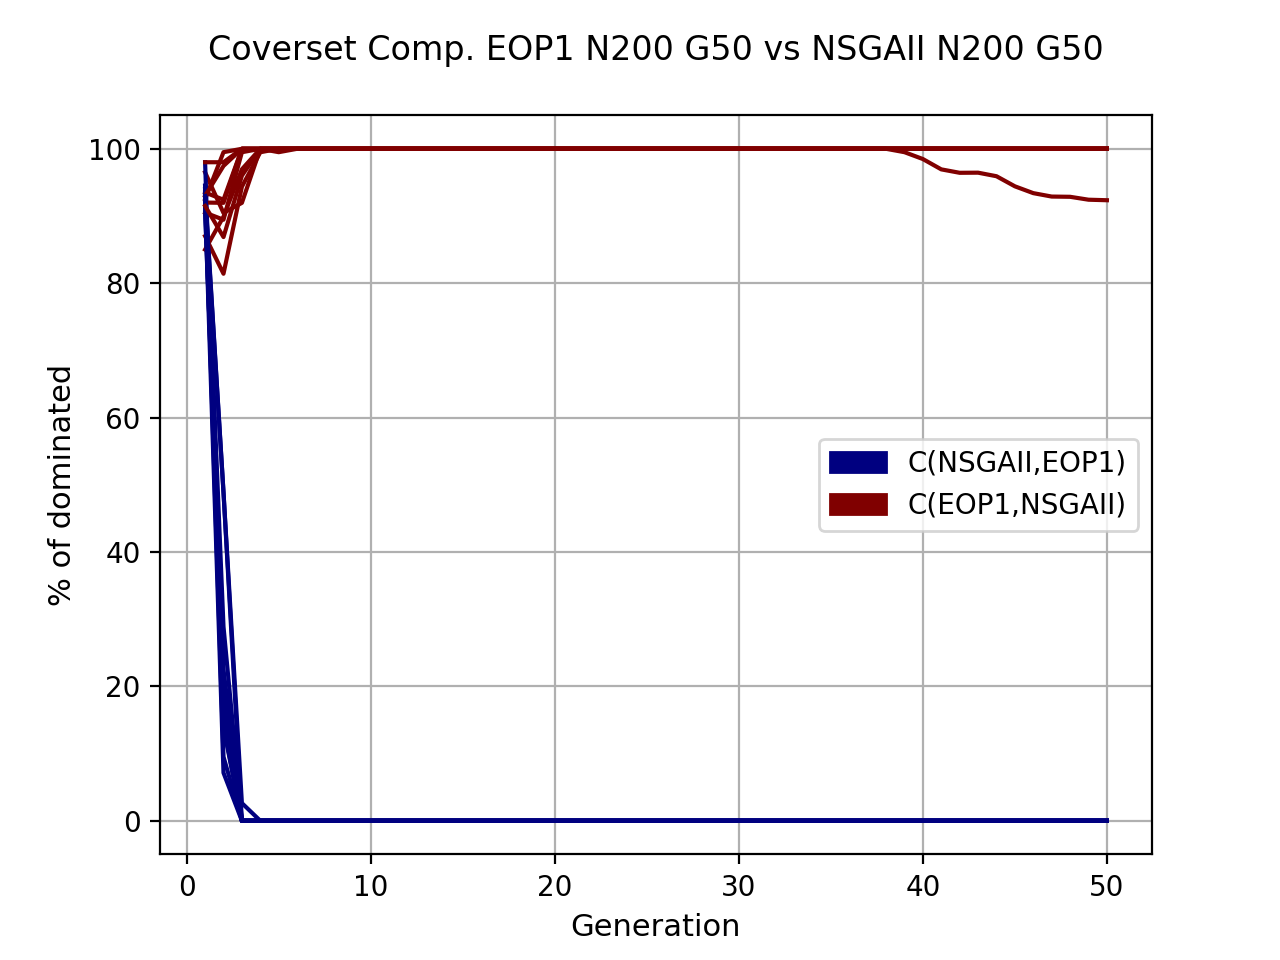 Coverset Comp. EOP1 N200 G50 vs NSGAII N200 G50
100
80
60
40
20
0
% of dominated
C(NSGAII,EOP1)
C(EOP1,NSGAII)
0 10 20 30 40 50
Generation